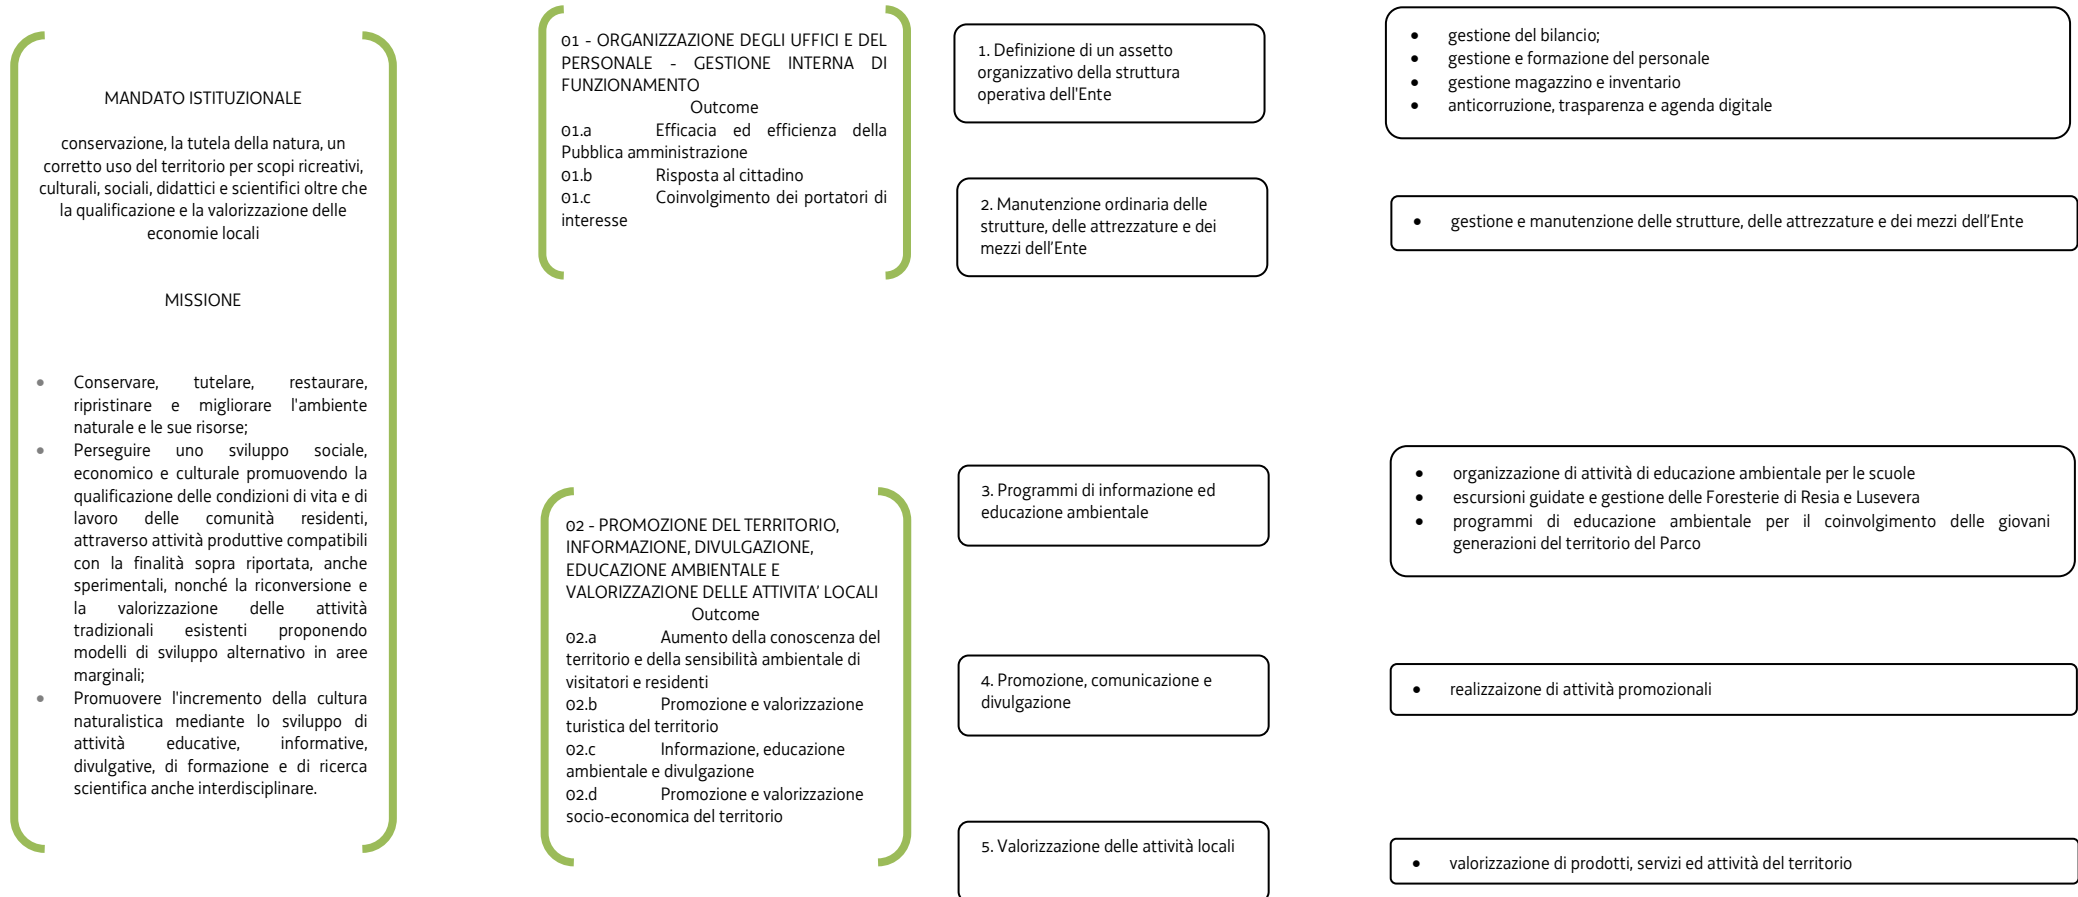 MANDATO ISTITUZIONALE
conservazione, la tutela della natura, un
corretto uso del territorio per scopi ricreativi,
culturali, sociali, didattici e scientifici oltre che
la qualificazione e la valorizzazione delle
economie locali
MISSIONE
• Conservare, tutelare, restaurare,
ripristinare e migliorare l'ambiente
naturale e le sue risorse;
• Perseguire uno sviluppo sociale,
economico e culturale promuovendo la
qualificazione delle condizioni di vita e di
lavoro delle comunità residenti,
attraverso attività produttive compatibili
con la finalità sopra riportata, anche
sperimentali, nonché la riconversione e
la valorizzazione delle attività
tradizionali esistenti proponendo
modelli di sviluppo alternativo in aree
marginali;
• Promuovere l'incremento della cultura
naturalistica mediante lo sviluppo di
attività educative, informative,
divulgative, di formazione e di ricerca
scientifica anche interdisciplinare.
01 - ORGANIZZAZIONE DEGLI UFFICI E DEL
PERSONALE - GESTIONE INTERNA DI
FUNZIONAMENTO
Outcome
01.a Efficacia ed efficienza della
Pubblica amministrazione
01.b Risposta al cittadino
01.c Coinvolgimento dei portatori di
interesse
02 - PROMOZIONE DEL TERRITORIO,
INFORMAZIONE, DIVULGAZIONE,
EDUCAZIONE AMBIENTALE E
VALORIZZAZIONE DELLE ATTIVITA' LOCALI
Outcome
02.a Aumento della conoscenza del
territorio e della sensibilità ambientale di
visitatori e residenti
02.b Promozione e valorizzazione
turistica del territorio
02.c Informazione, educazione
ambientale e divulgazione
02.d Promozione e valorizzazione
socio-economica del territorio
1. Definizione di un assetto
organizzativo della struttura
operativa dell'Ente
2. Manutenzione ordinaria delle
strutture, delle attrezzature e dei
mezzi dell'Ente
3. Programmi di informazione ed
educazione ambientale
4. Promozione, comunicazione e
divulgazione
5. Valorizzazione delle attività locali
• gestione del bilancio;
• gestione e formazione del personale
• gestione magazzino e inventario
• anticorruzione, trasparenza e agenda digitale
• gestione e manutenzione delle strutture, delle attrezzature e dei mezzi dell'Ente
• organizzazione di attività di educazione ambientale per le scuole
• escursioni guidate e gestione delle Foresterie di Resia e Lusevera
• programmi di educazione ambientale per il coinvolgimento delle giovani
generazioni del territorio del Parco
• realizzaizone di attività promozionali
• valorizzazione di prodotti, servizi ed attività del territorio